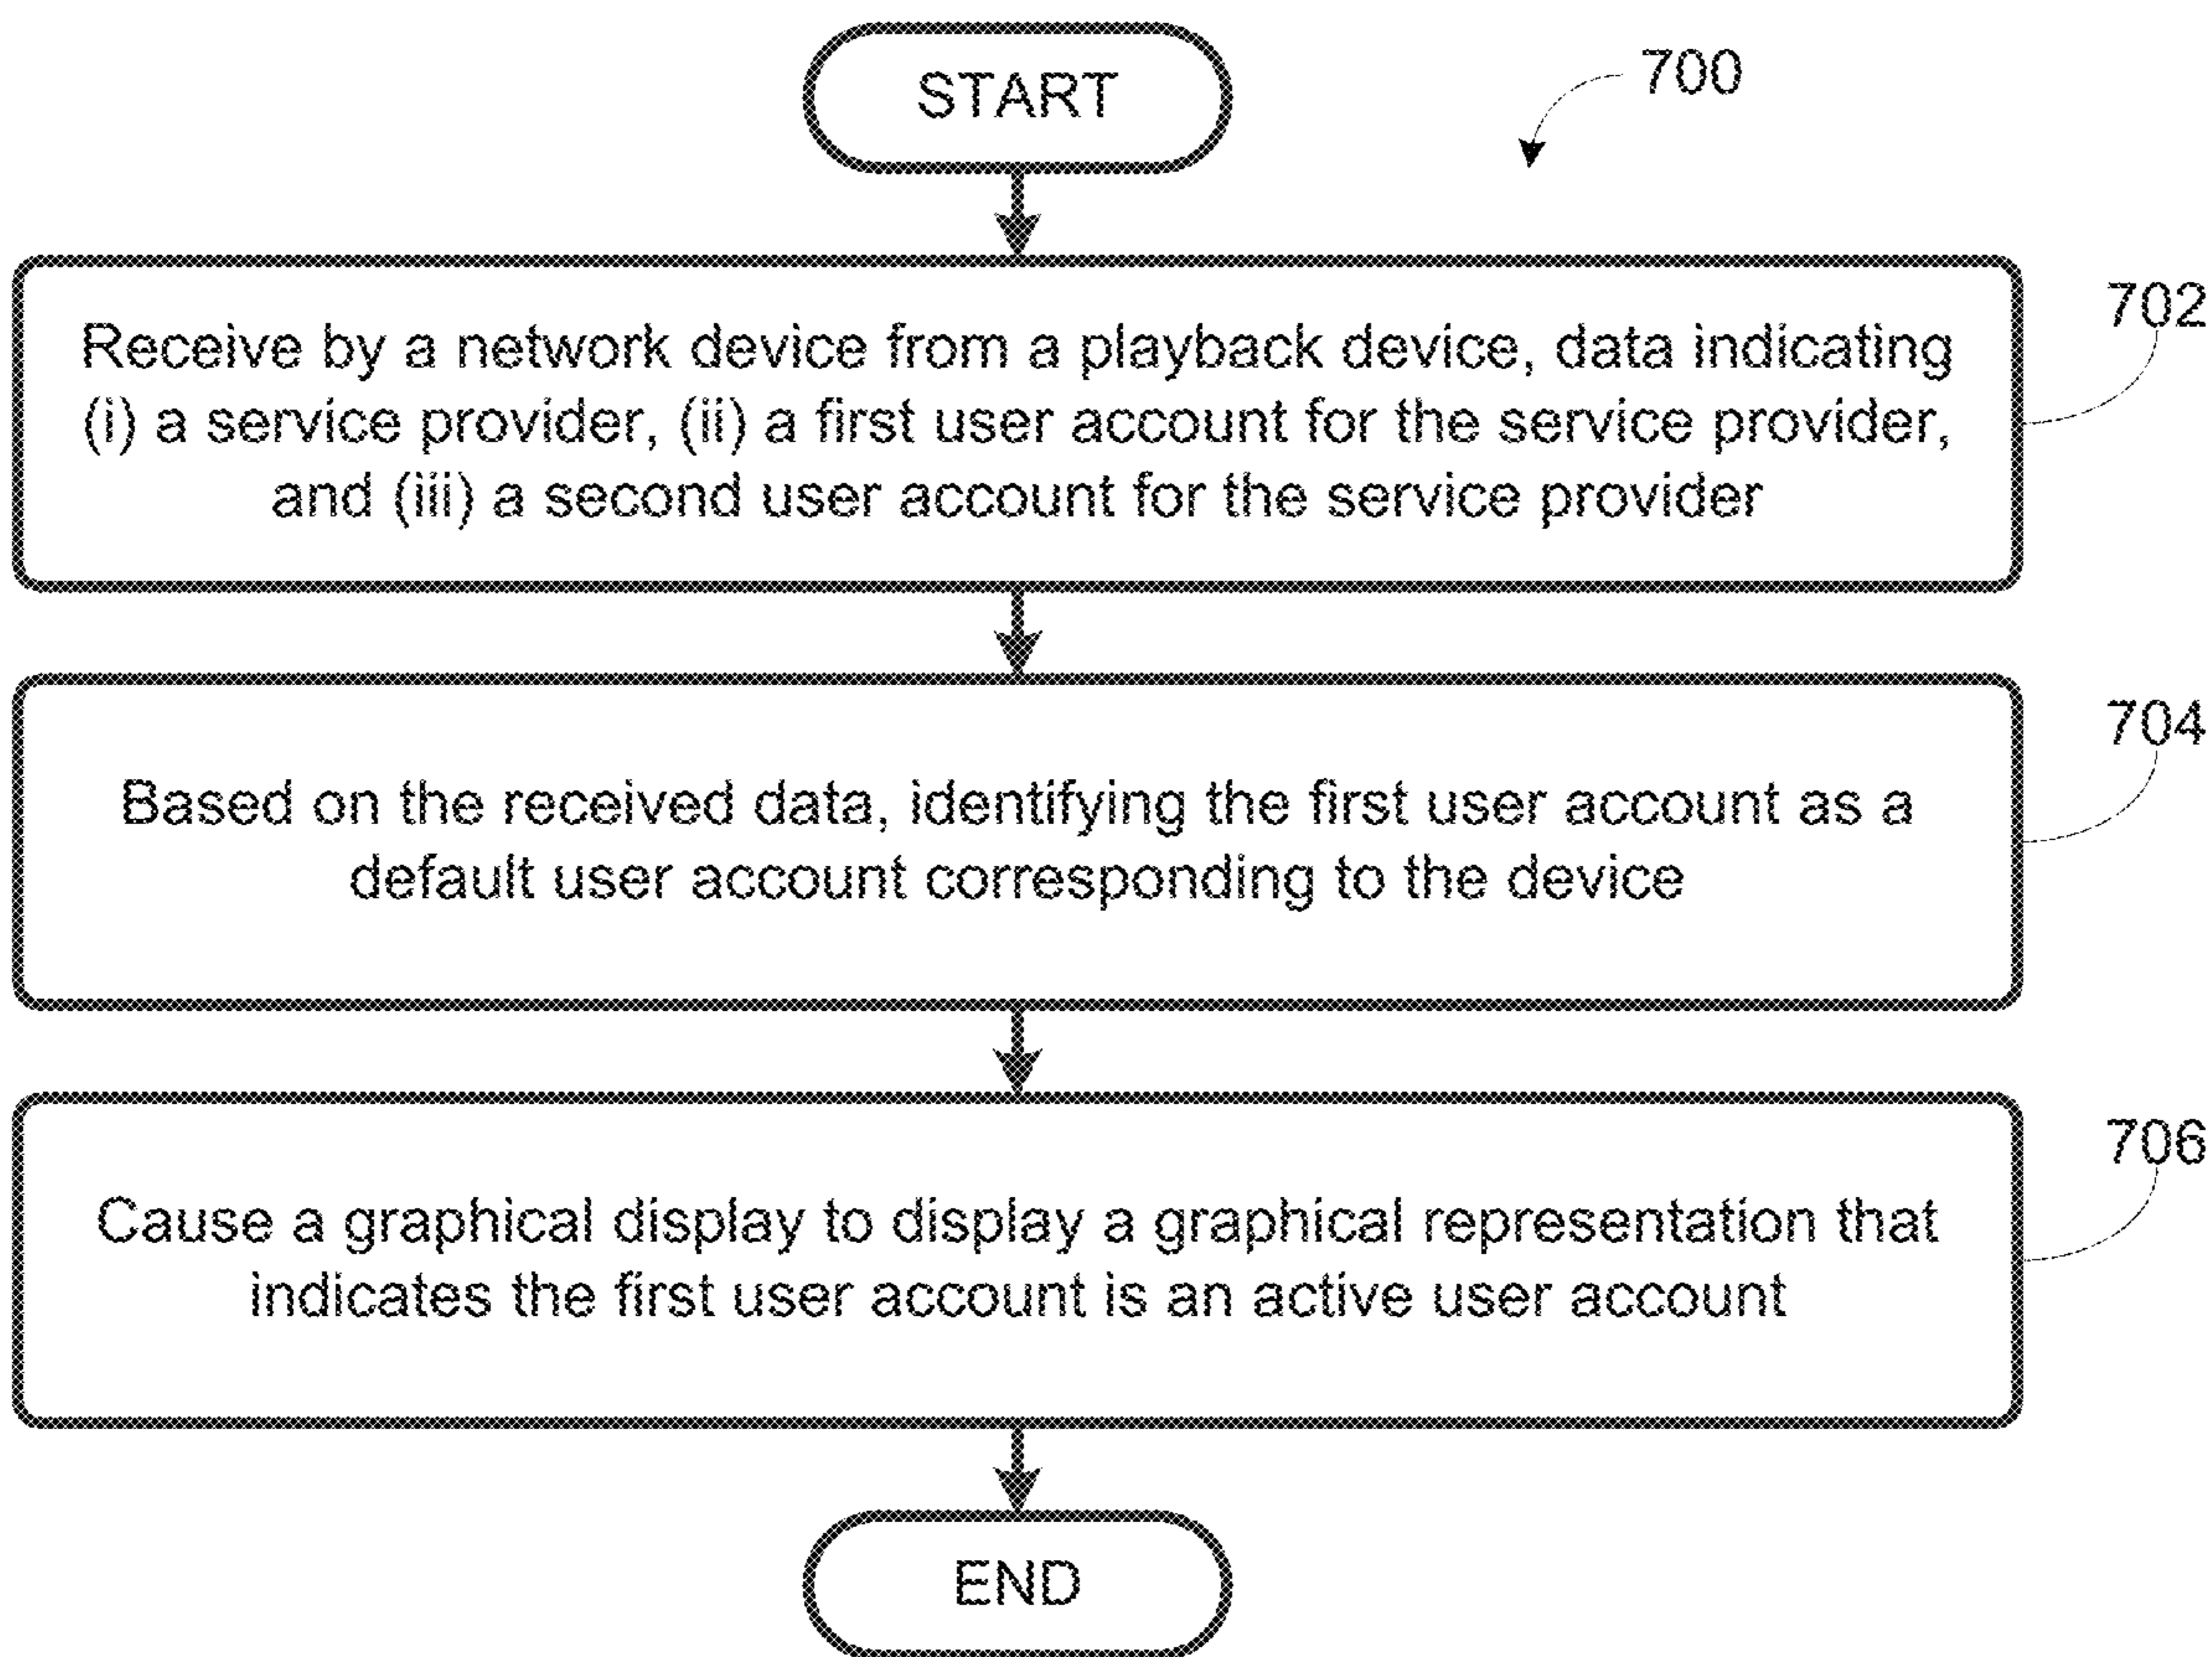 START
700
702
Receive by a network device from a playback device, data indicating
(i) a service provider, (ii) a first user account for the service provider,
and (iii) a second user account for the service provider
704
Based on the received data, identifying the first user account as a
default user account corresponding to the device
706
Cause a graphical display to display a graphical representation that
indicates the first user account is an active user account
END